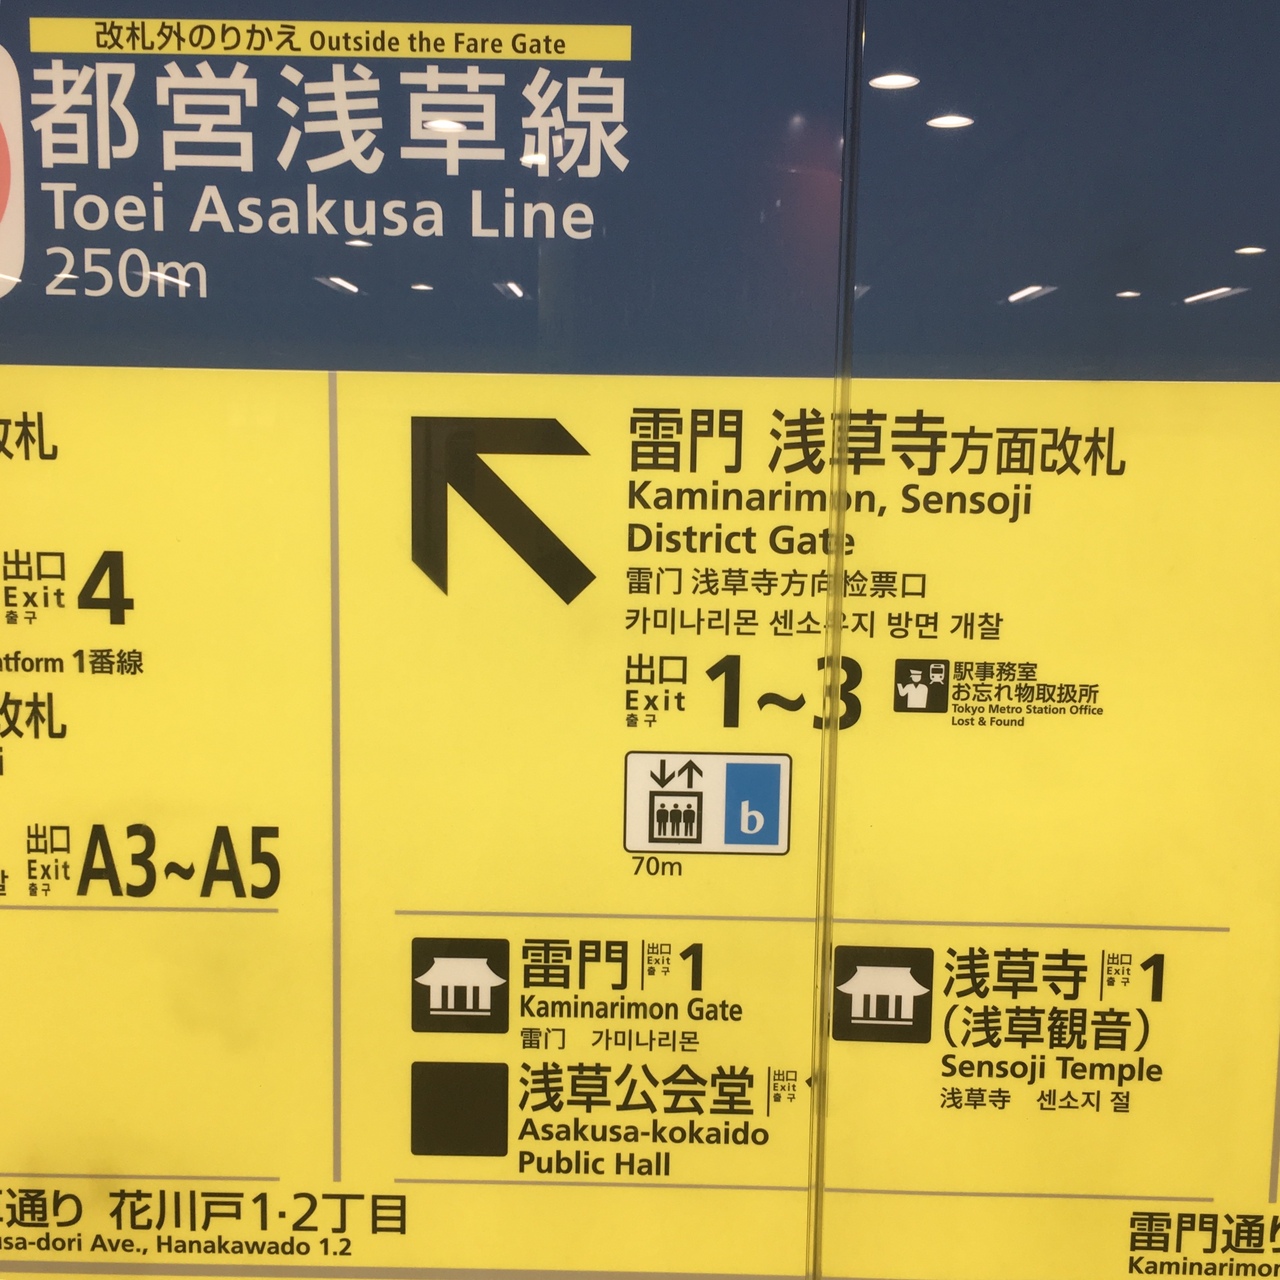 改札外のりかえ Outside the Fare Gate
都営浅草線
Toei Asakusa Line
250m
改札
出口
Exit
출구
4
1番線
改札
出口
Exit
출구
A3~A5
雷門 浅草寺方面改札
Kaminarimon, Sensoji
District Gate
雷门 浅草寺方向检票口
카미나리몬 센소우지 방면 개찰
出口
Exit
출구
1~3
駅事務室
お忘れ物取扱所
Tokyo Metro Station Office
Lost & Found
b
70m
雷門
出口
Exit
출구
1
Kaminarimon Gate
雷门 가미나리몬
浅草公会堂
出口
Exit
출구
Asakusa-kokaido
Public Hall
浅草寺
出口
Exit
출구
1
(浅草観音)
Sensoji Temple
浅草寺 센소지 절
通り 花川戸1·2丁目
Ave., Hanakawado 1.2
雷門通り